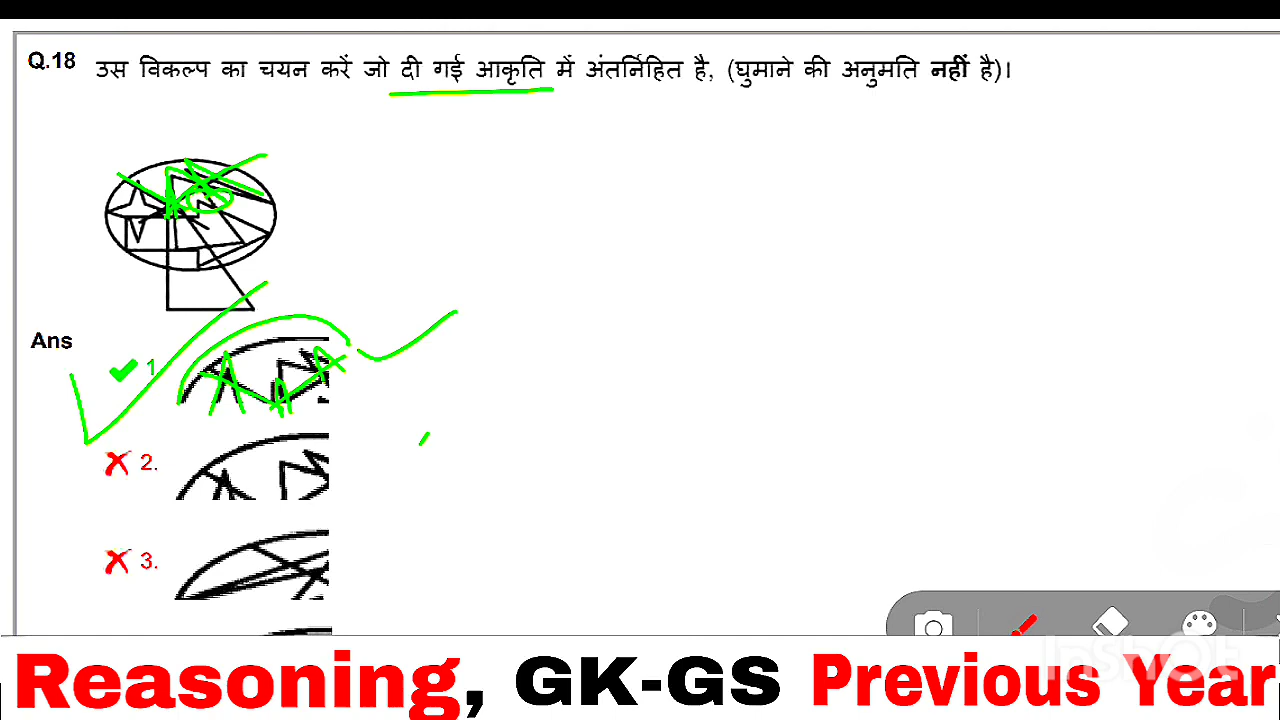 Q.18 उस विकल्प का चयन करें जो दी गई आकृति में अंतर्निहित है, (घुमाने की अनुमति नहीं है)।
Ans
1
2.
3.
InShOt
Reasoning, GK-GS Previous Year